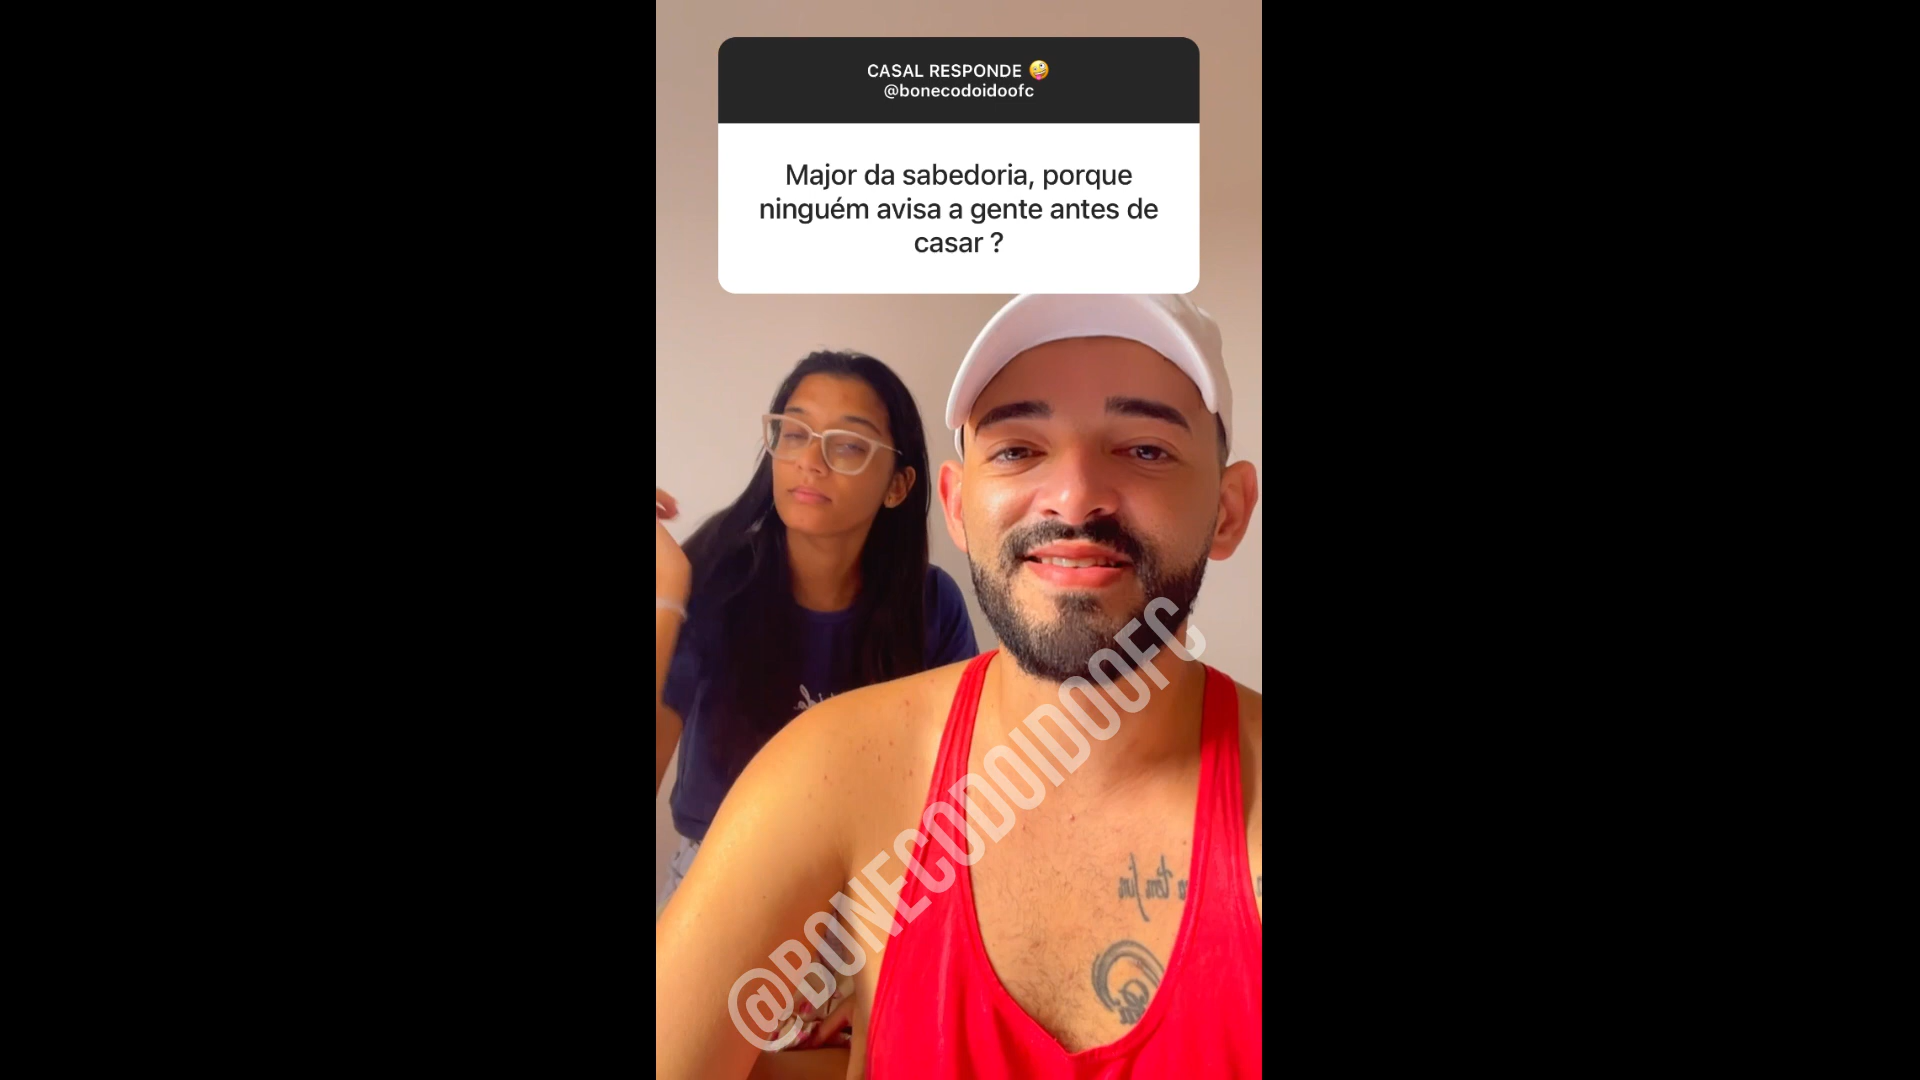 CASAL RESPONDE 🤪
@bonecodoidoofc
Major da sabedoria, porque
ninguém avisa a gente antes de
casar ?
@BONECODOIDOOFC